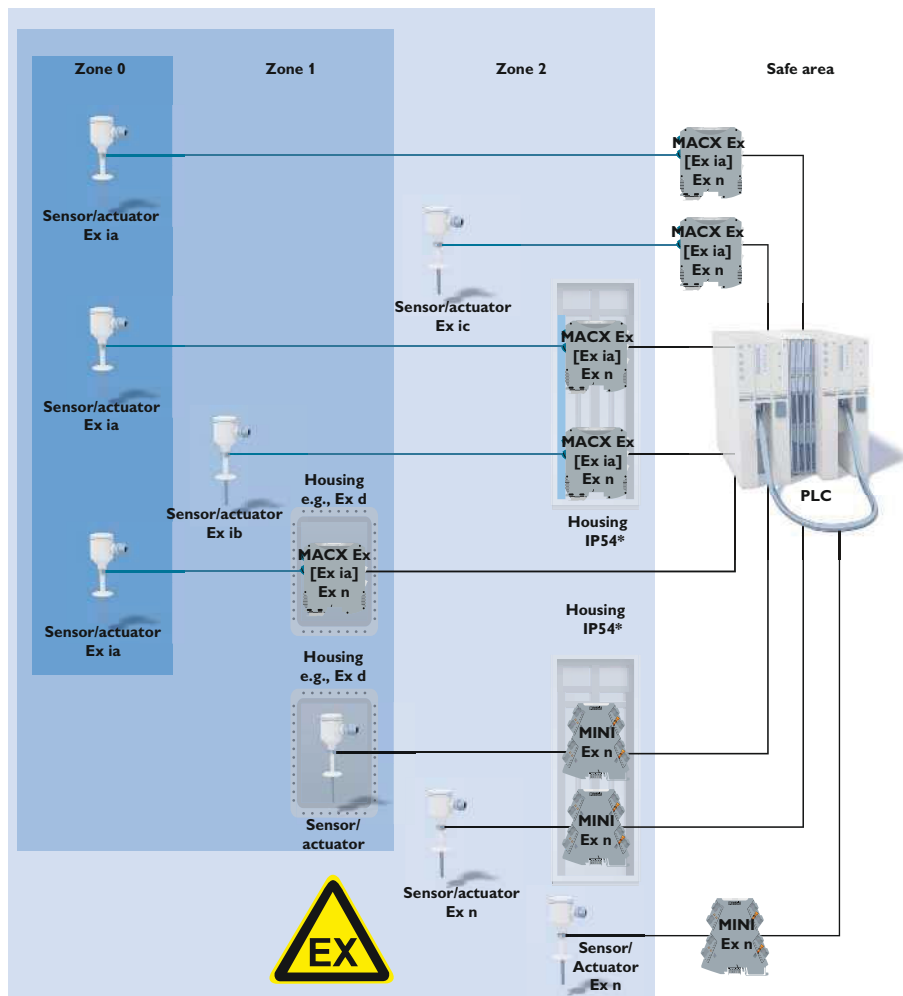 Zone 0
Zone 1
Zone 2
Safe area
MACX Ex
[Ex ia]
Ex n
Sensor/actuator
Ex ia
MACX Ex
[Ex ia]
Ex n
Sensor/actuator
Ex ic
MACX Ex
[Ex ia]
Ex n
Sensor/actuator
Ex ia
MACX Ex
[Ex ia]
Ex n
PLC
Sensor/actuator
Ex ib
Housing
e.g., Ex d
Housing
IP54*
MACX Ex
[Ex ia]
Ex n
Sensor/actuator
Ex ia
Housing
IP54*
Housing
e.g., Ex d
MINI
Ex n
Sensor/
actuator
MINI
Ex n
Sensor/actuator
Ex n
EX
MINI
Ex n
Sensor/
Actuator
Ex n